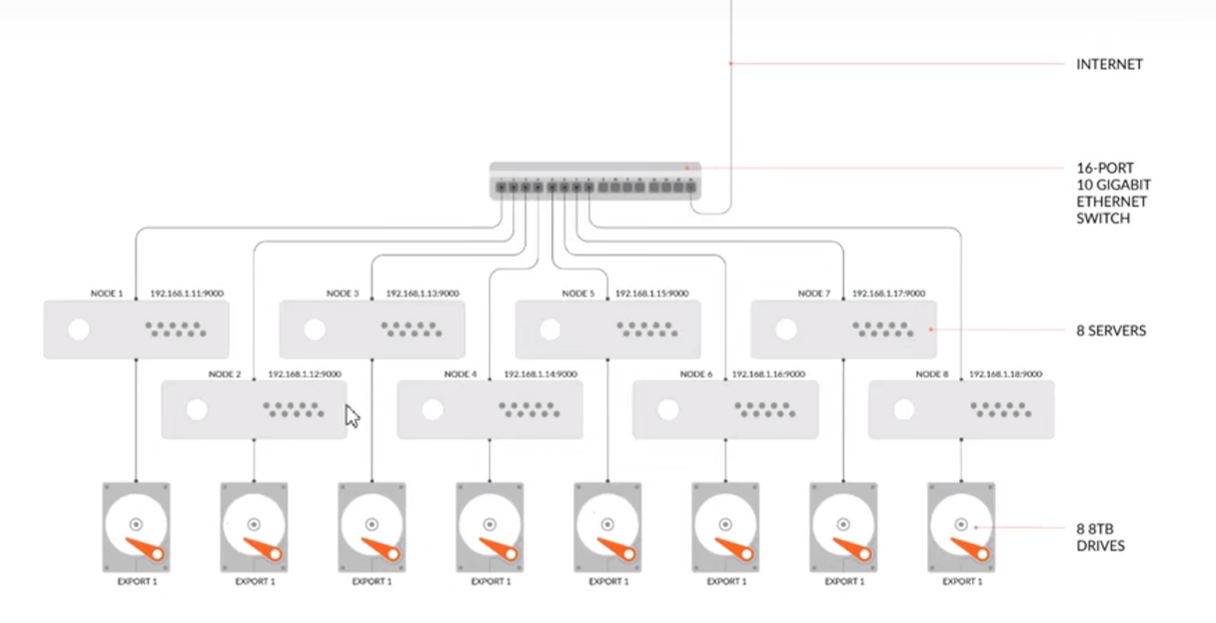 INTERNET
16-PORT
10 GIGABIT
ETHERNET
SWITCH
NODE 1 192.168.1.11:9000
NODE 3 192.168.1.13:9000
NODE 5 192.168.1.15:9000
NODE 7 192.168.1.17:9000
8 SERVERS
NODE 2 192.168.1.12:9000
NODE 4 192.168.1.14:9000
NODE 6 192.168.1.16:9000
NODE 8 192.168.1.18:9000
8 8TB
DRIVES
EXPORT 1
EXPORT 1
EXPORT 1
EXPORT 1
EXPORT 1
EXPORT 1
EXPORT 1
EXPORT 1